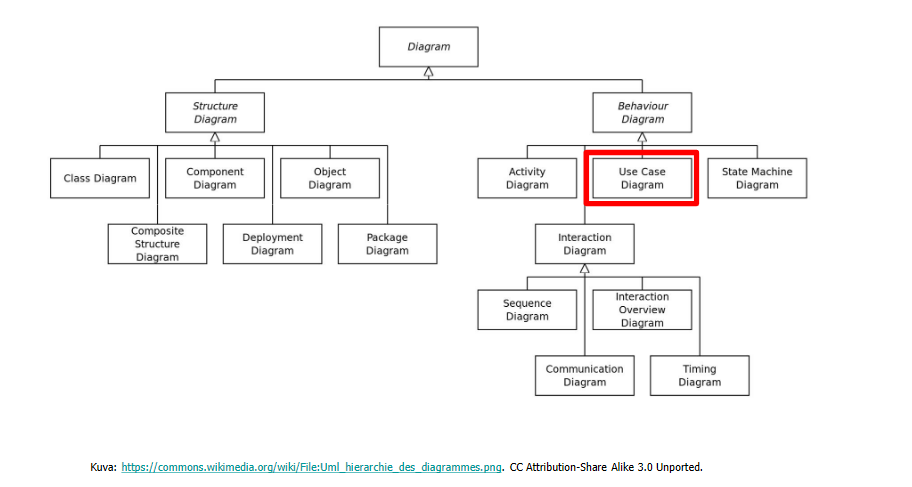 Diagram
Structure
Diagram
Behaviour
Diagram
Class Diagram
Component
Diagram
Object
Diagram
Activity
Diagram
Use Case
Diagram
State Machine
Diagram
Composite
Structure
Diagram
Deployment
Diagram
Package
Diagram
Interaction
Diagram
Sequence
Diagram
Interaction
Overview
Diagram
Communication
Diagram
Timing
Diagram
Kuva: https://commons.wikimedia.org/wiki/File:Uml_hierarchie_des_diagrammes.png. CC Attribution-Share Alike 3.0 Unported.